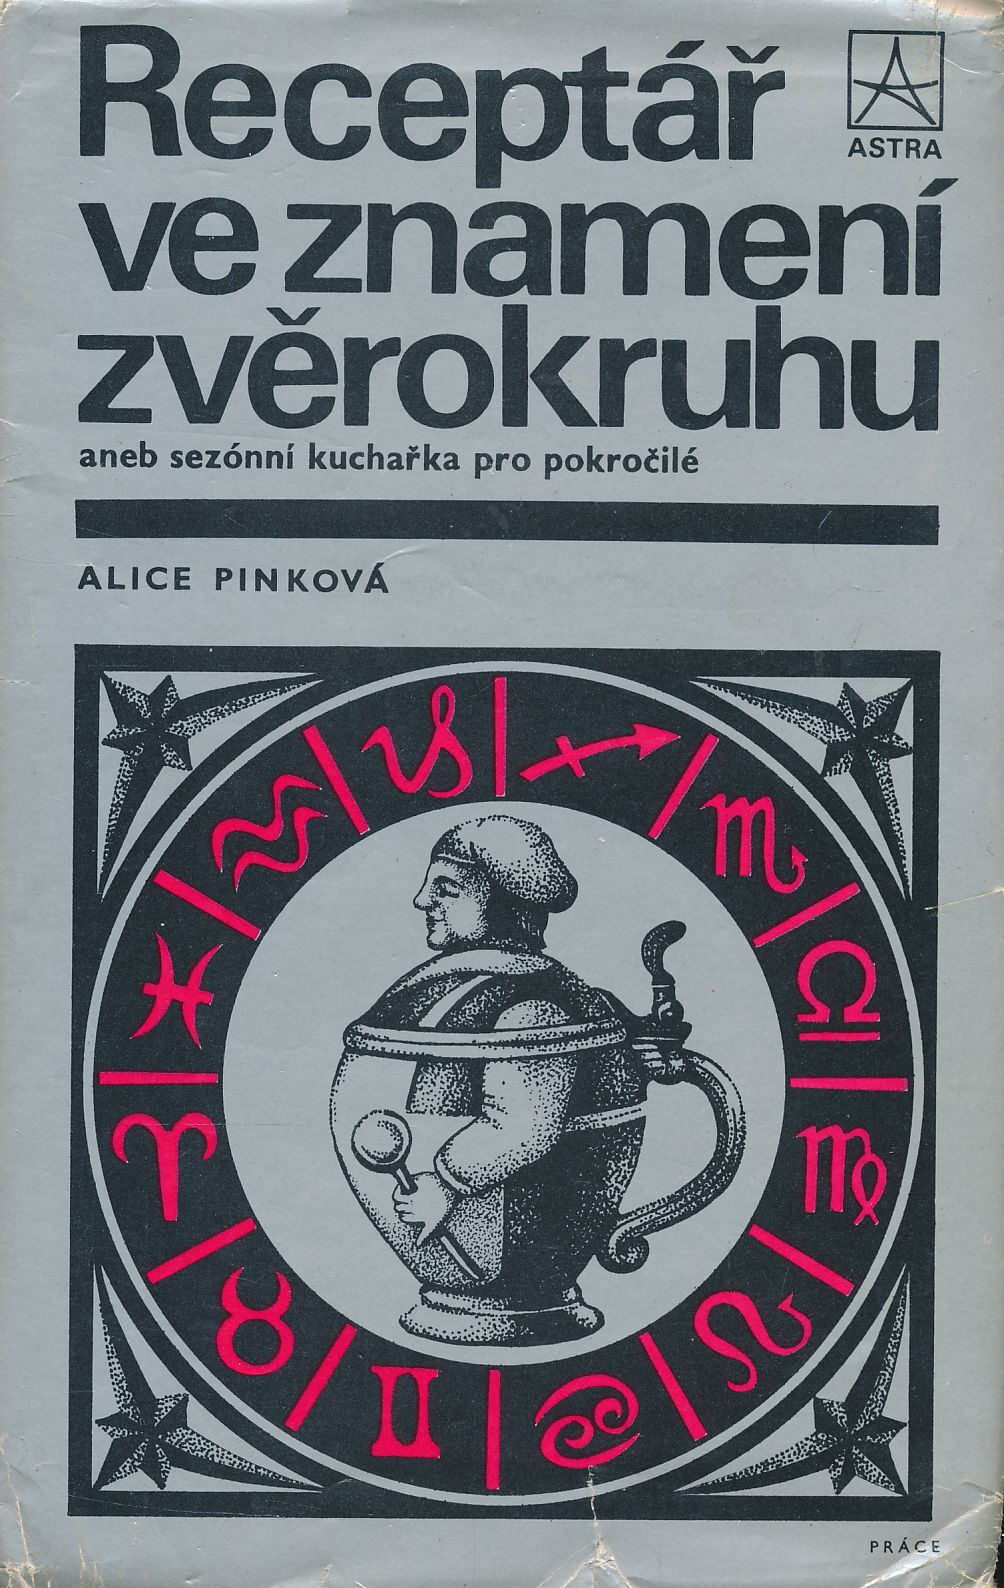 Receptář
ASTRA
ve znamení
zvěrokruhu
aneb sezónní kuchařka pro pokročilé
ALICE PINKOVÁ
PRÁCE